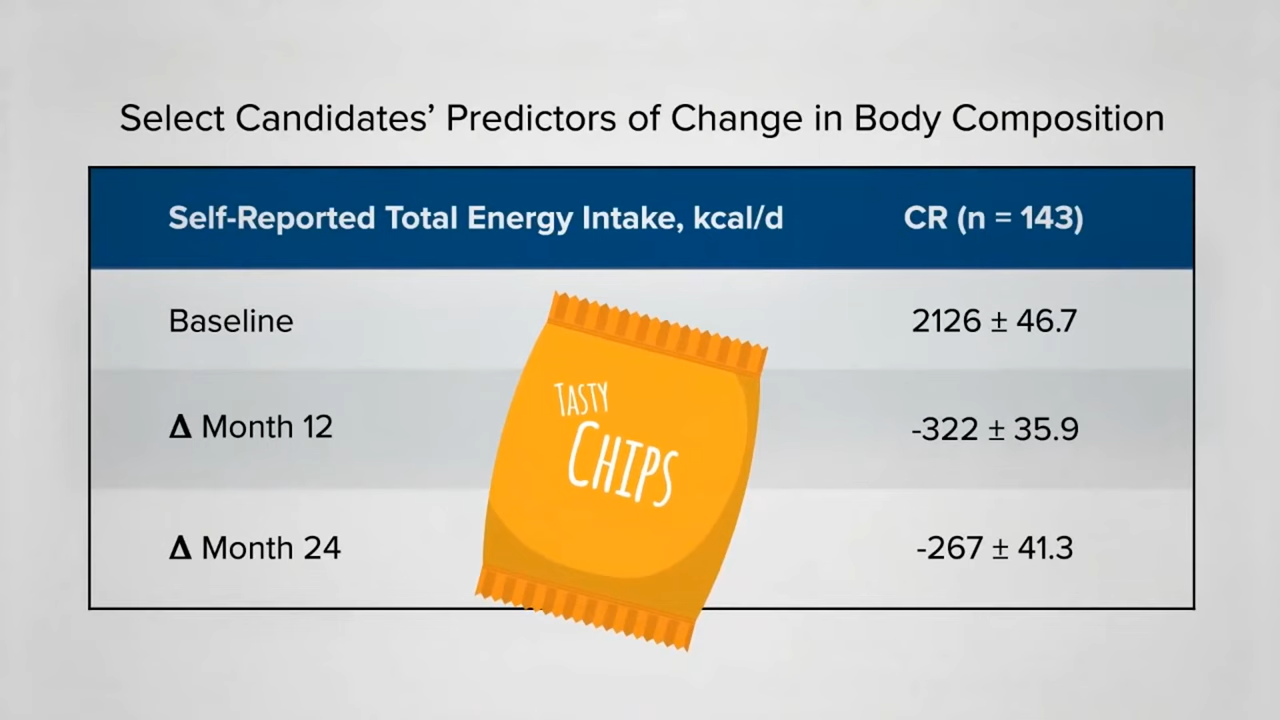 Select Candidates’ Predictors of Change in Body Composition
Self-Reported Total Energy Intake, kcal/d CR (n = 143)
Baseline 2126 ± 46.7
Δ Month 12 -322 ± 35.9
Δ Month 24 -267 ± 41.3
TASTY
CHIPS